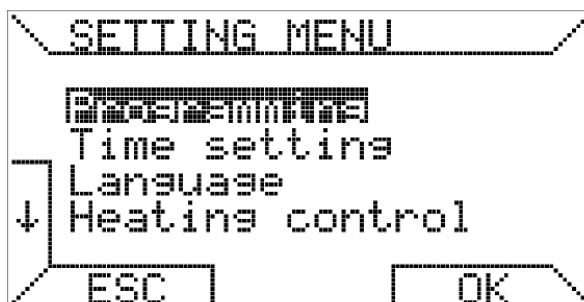 SETTING MENU
Programming
Time setting
Language
↓ Heating control
ESC OK